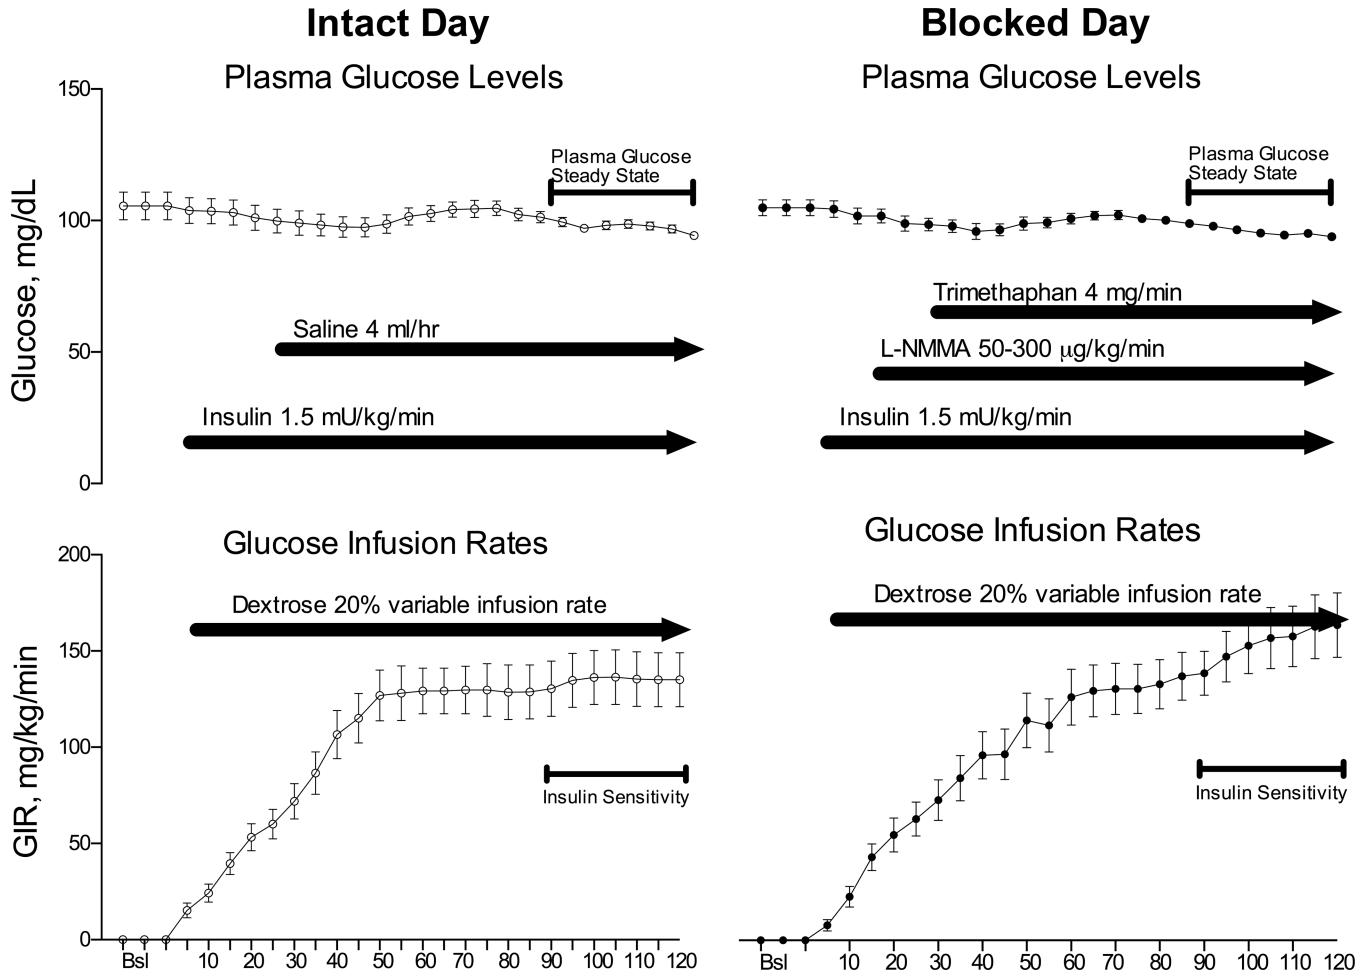 Intact Day
Blocked Day
Plasma Glucose Levels
Plasma Glucose Levels
150
100
50
0
Glucose, mg/dL
Plasma Glucose
Steady State
Plasma Glucose
Steady State
Saline 4 ml/hr
Insulin 1.5 mU/kg/min
Trimethaphan 4 mg/min
L-NMMA 50-300 µg/kg/min
Insulin 1.5 mU/kg/min
Glucose Infusion Rates
Glucose Infusion Rates
200
150
100
50
0
GIR, mg/kg/min
Dextrose 20% variable infusion rate
Dextrose 20% variable infusion rate
Insulin Sensitivity
Insulin Sensitivity
Bsl 10 20 30 40 50 60 70 80 90 100 110 120
Bsl 10 20 30 40 50 60 70 80 90 100 110 120